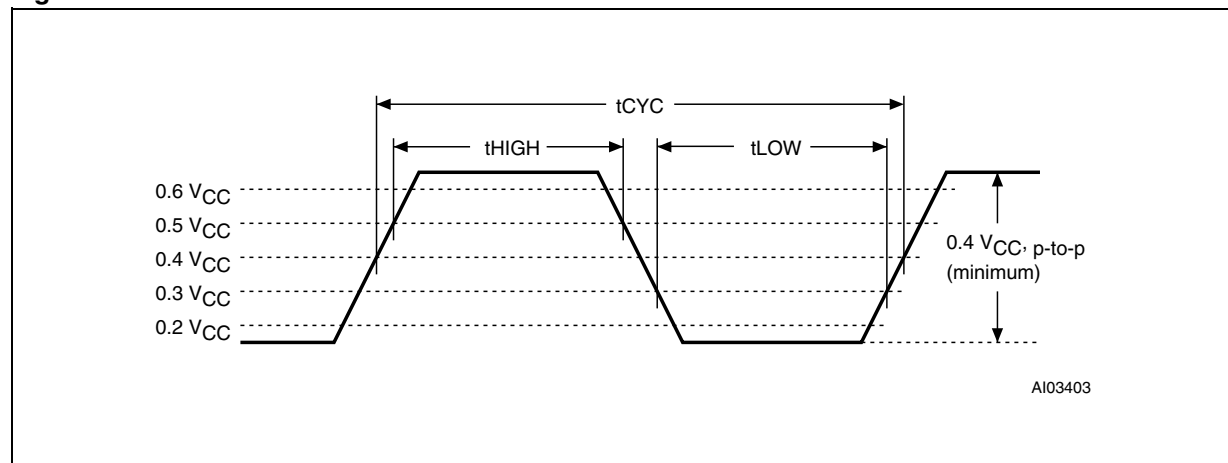 tCYC
tHIGH
tLOW
0.6 VCC
0.5 VCC
0.4 VCC
0.3 VCC
0.2 VCC
0.4 VCC, p-to-p
(minimum)
AI03403